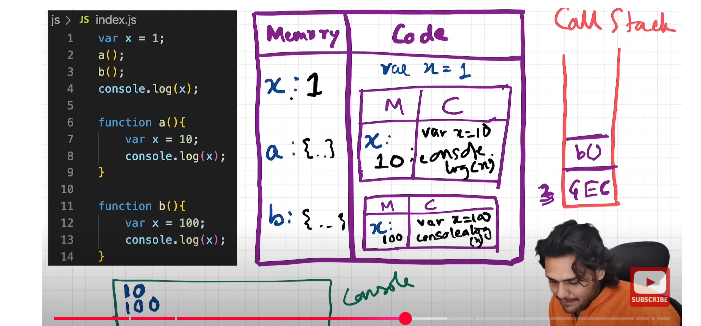 js > JS index.js
1 var x = 1;
2 a();
3 b();
4 console.log(x);
5
6 function a(){
7 var x = 10;
8 console.log(x);
9 }
10
11 function b(){
12 var x = 100;
13 console.log(x);
14 }
Memory
Code
x : 1
var x = 1
M C
x: 10;
var x=10
console.
log(x)
a : {..}
b : {...}
M C
x: 100
var x=100
console.log
(x)
Call Stack
b()
GEC
10
100
Console
SUBSCRIBE